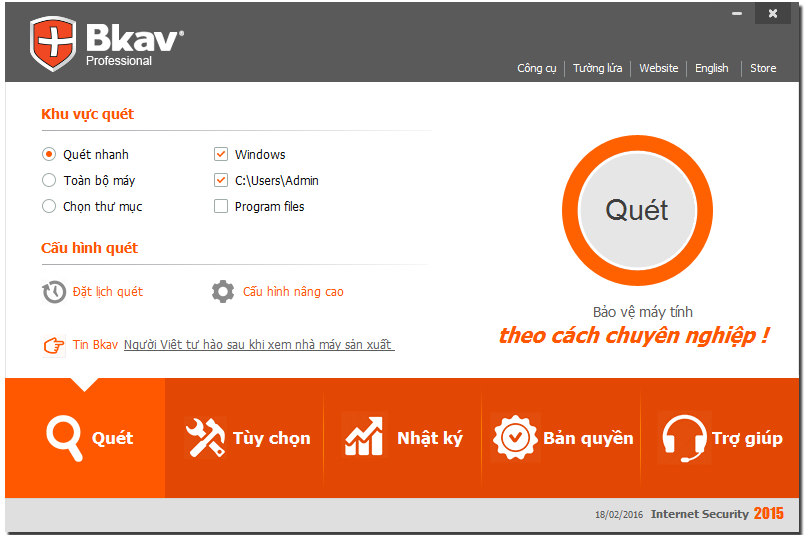 Bkav®
Professional
Công cụ Tường lửa Website English Store
Khu vực quét
Quét nhanh
Windows
Toàn bộ máy
C:\Users\Admin
Chọn thư mục
Program files
Cấu hình quét
Đặt lịch quét
Cấu hình nâng cao
Tin Bkav Người Việt tự hào sau khi xem nhà máy sản xuất
Quét
Bảo vệ máy tính
theo cách chuyên nghiệp !
Quét
Tùy chọn
Nhật ký
Bản quyền
Trợ giúp
18/02/2016 Internet Security 2015